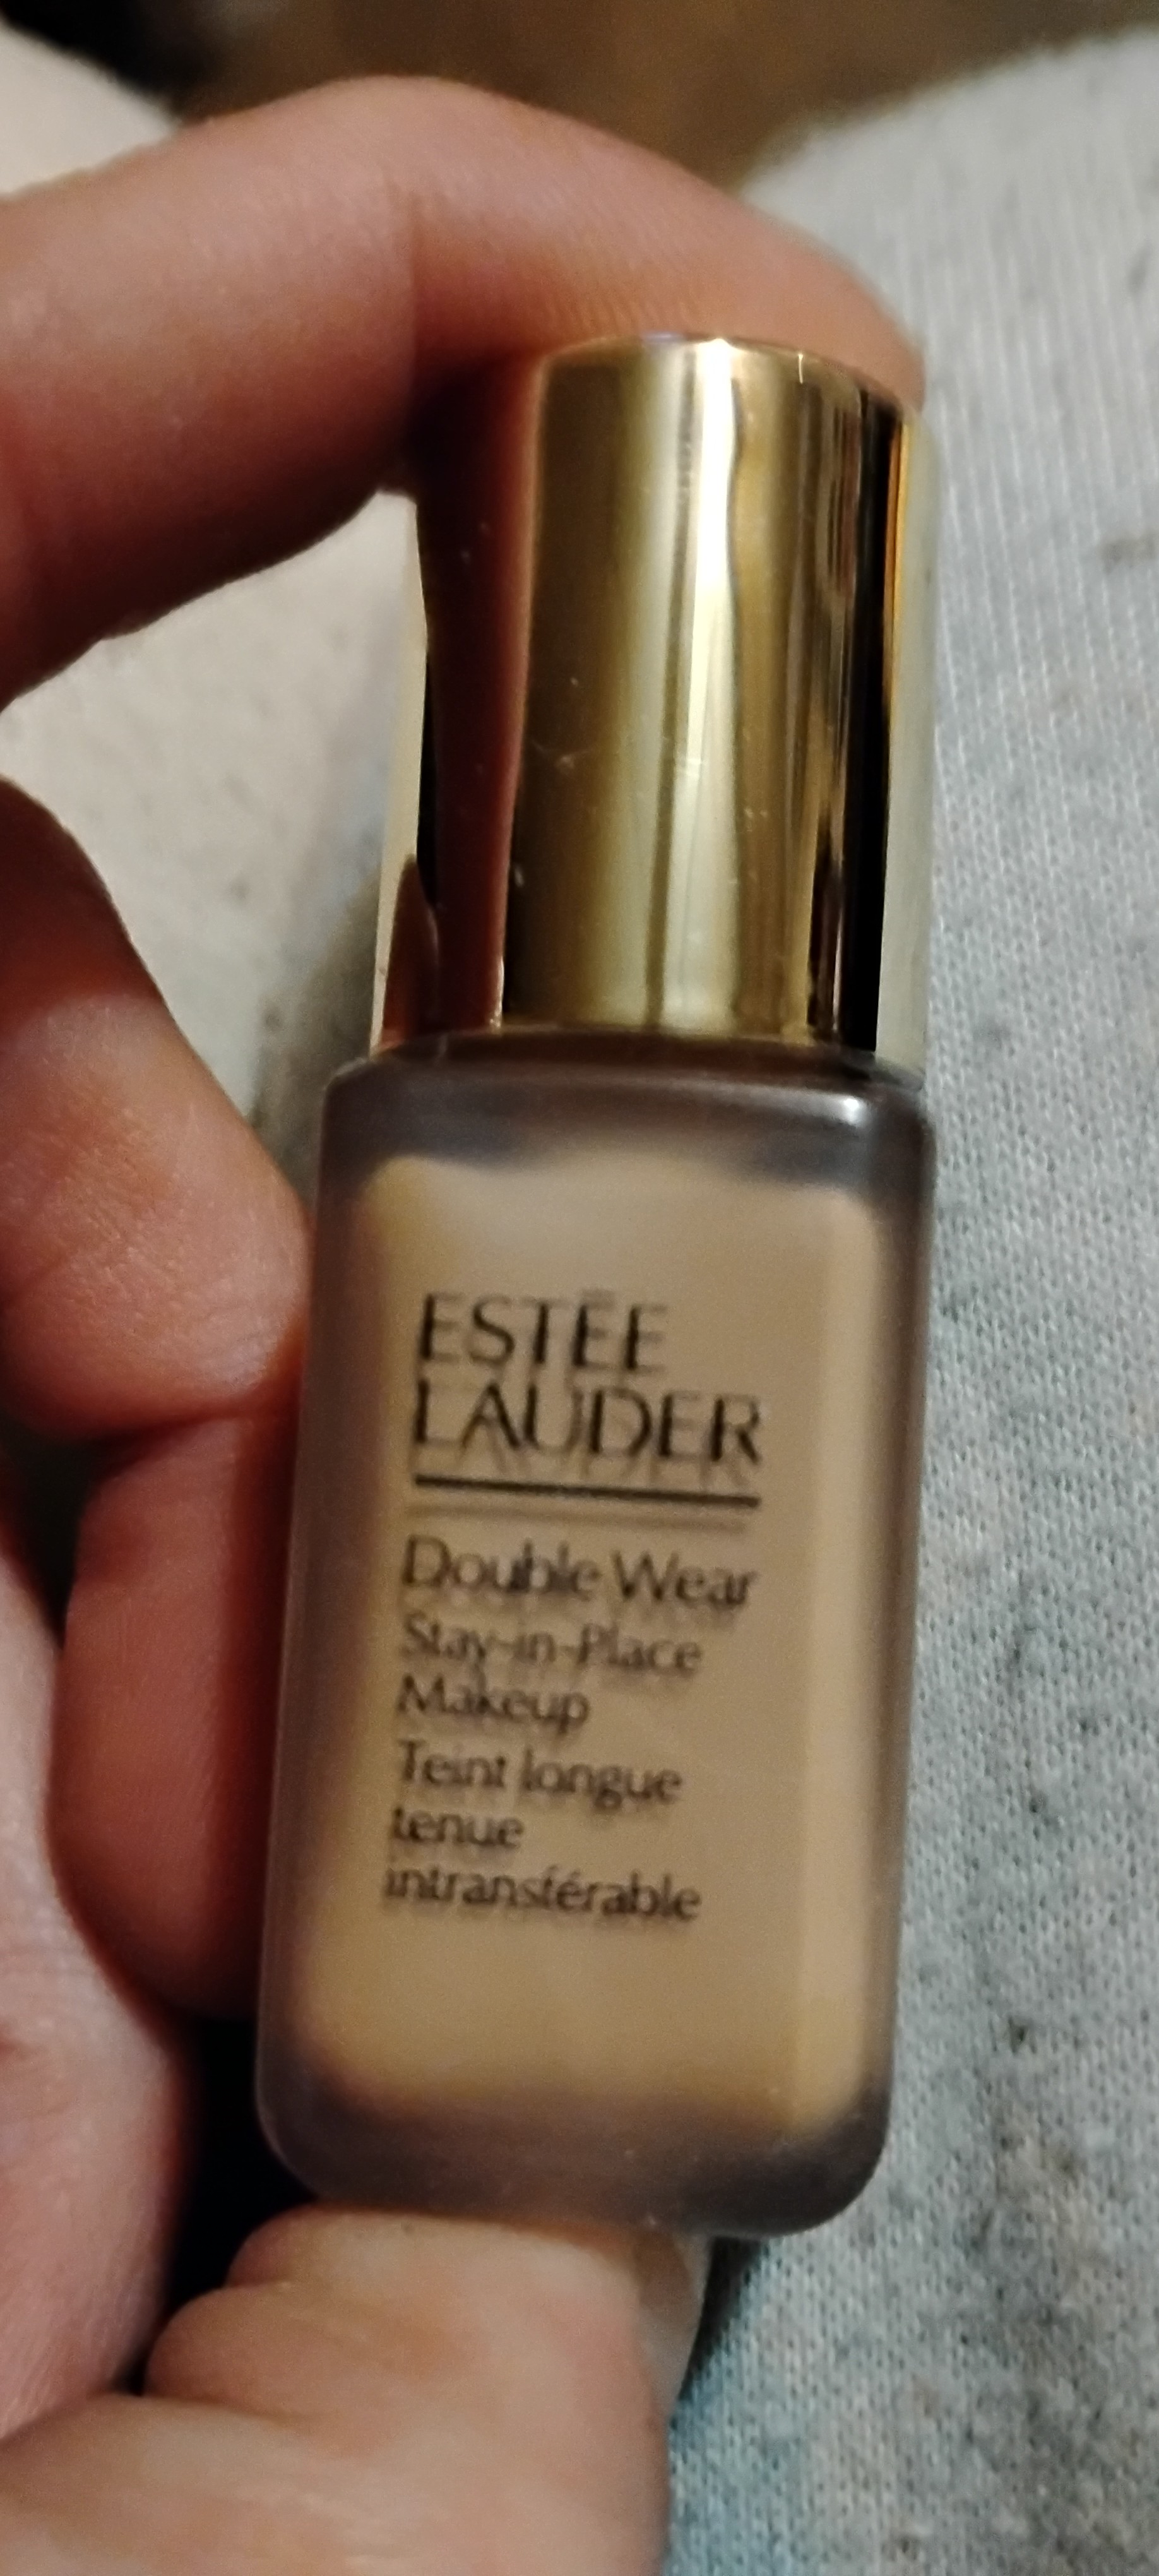 ESTĒE
LAUDER
Double Wear
Stay-in-Place
Makeup
Teint longue
tenue
intransférable